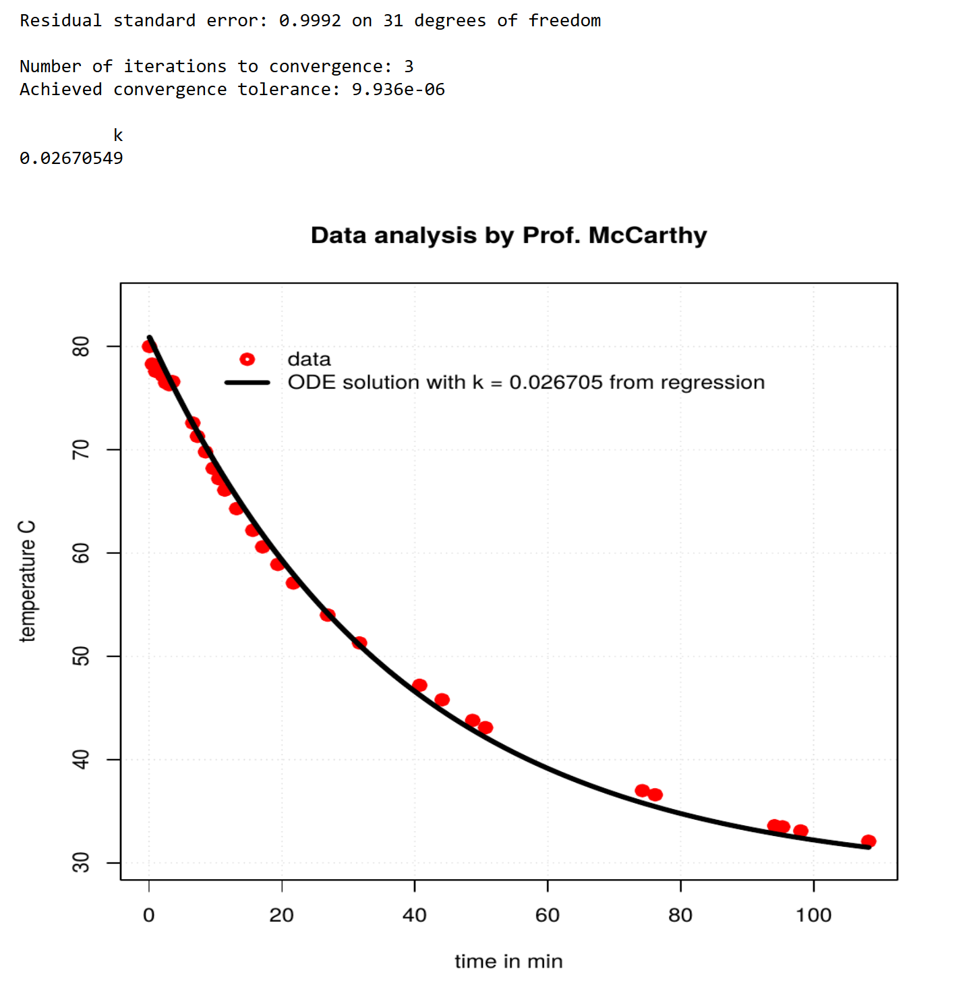 Residual standard error: 0.9992 on 31 degrees of freedom
Number of iterations to convergence: 3
Achieved convergence tolerance: 9.936e-06
k
0.02670549
Data analysis by Prof. McCarthy
data
ODE solution with k = 0.026705 from regression
80
70
60
50
40
30
temperature C
0 20 40 60 80 100
time in min